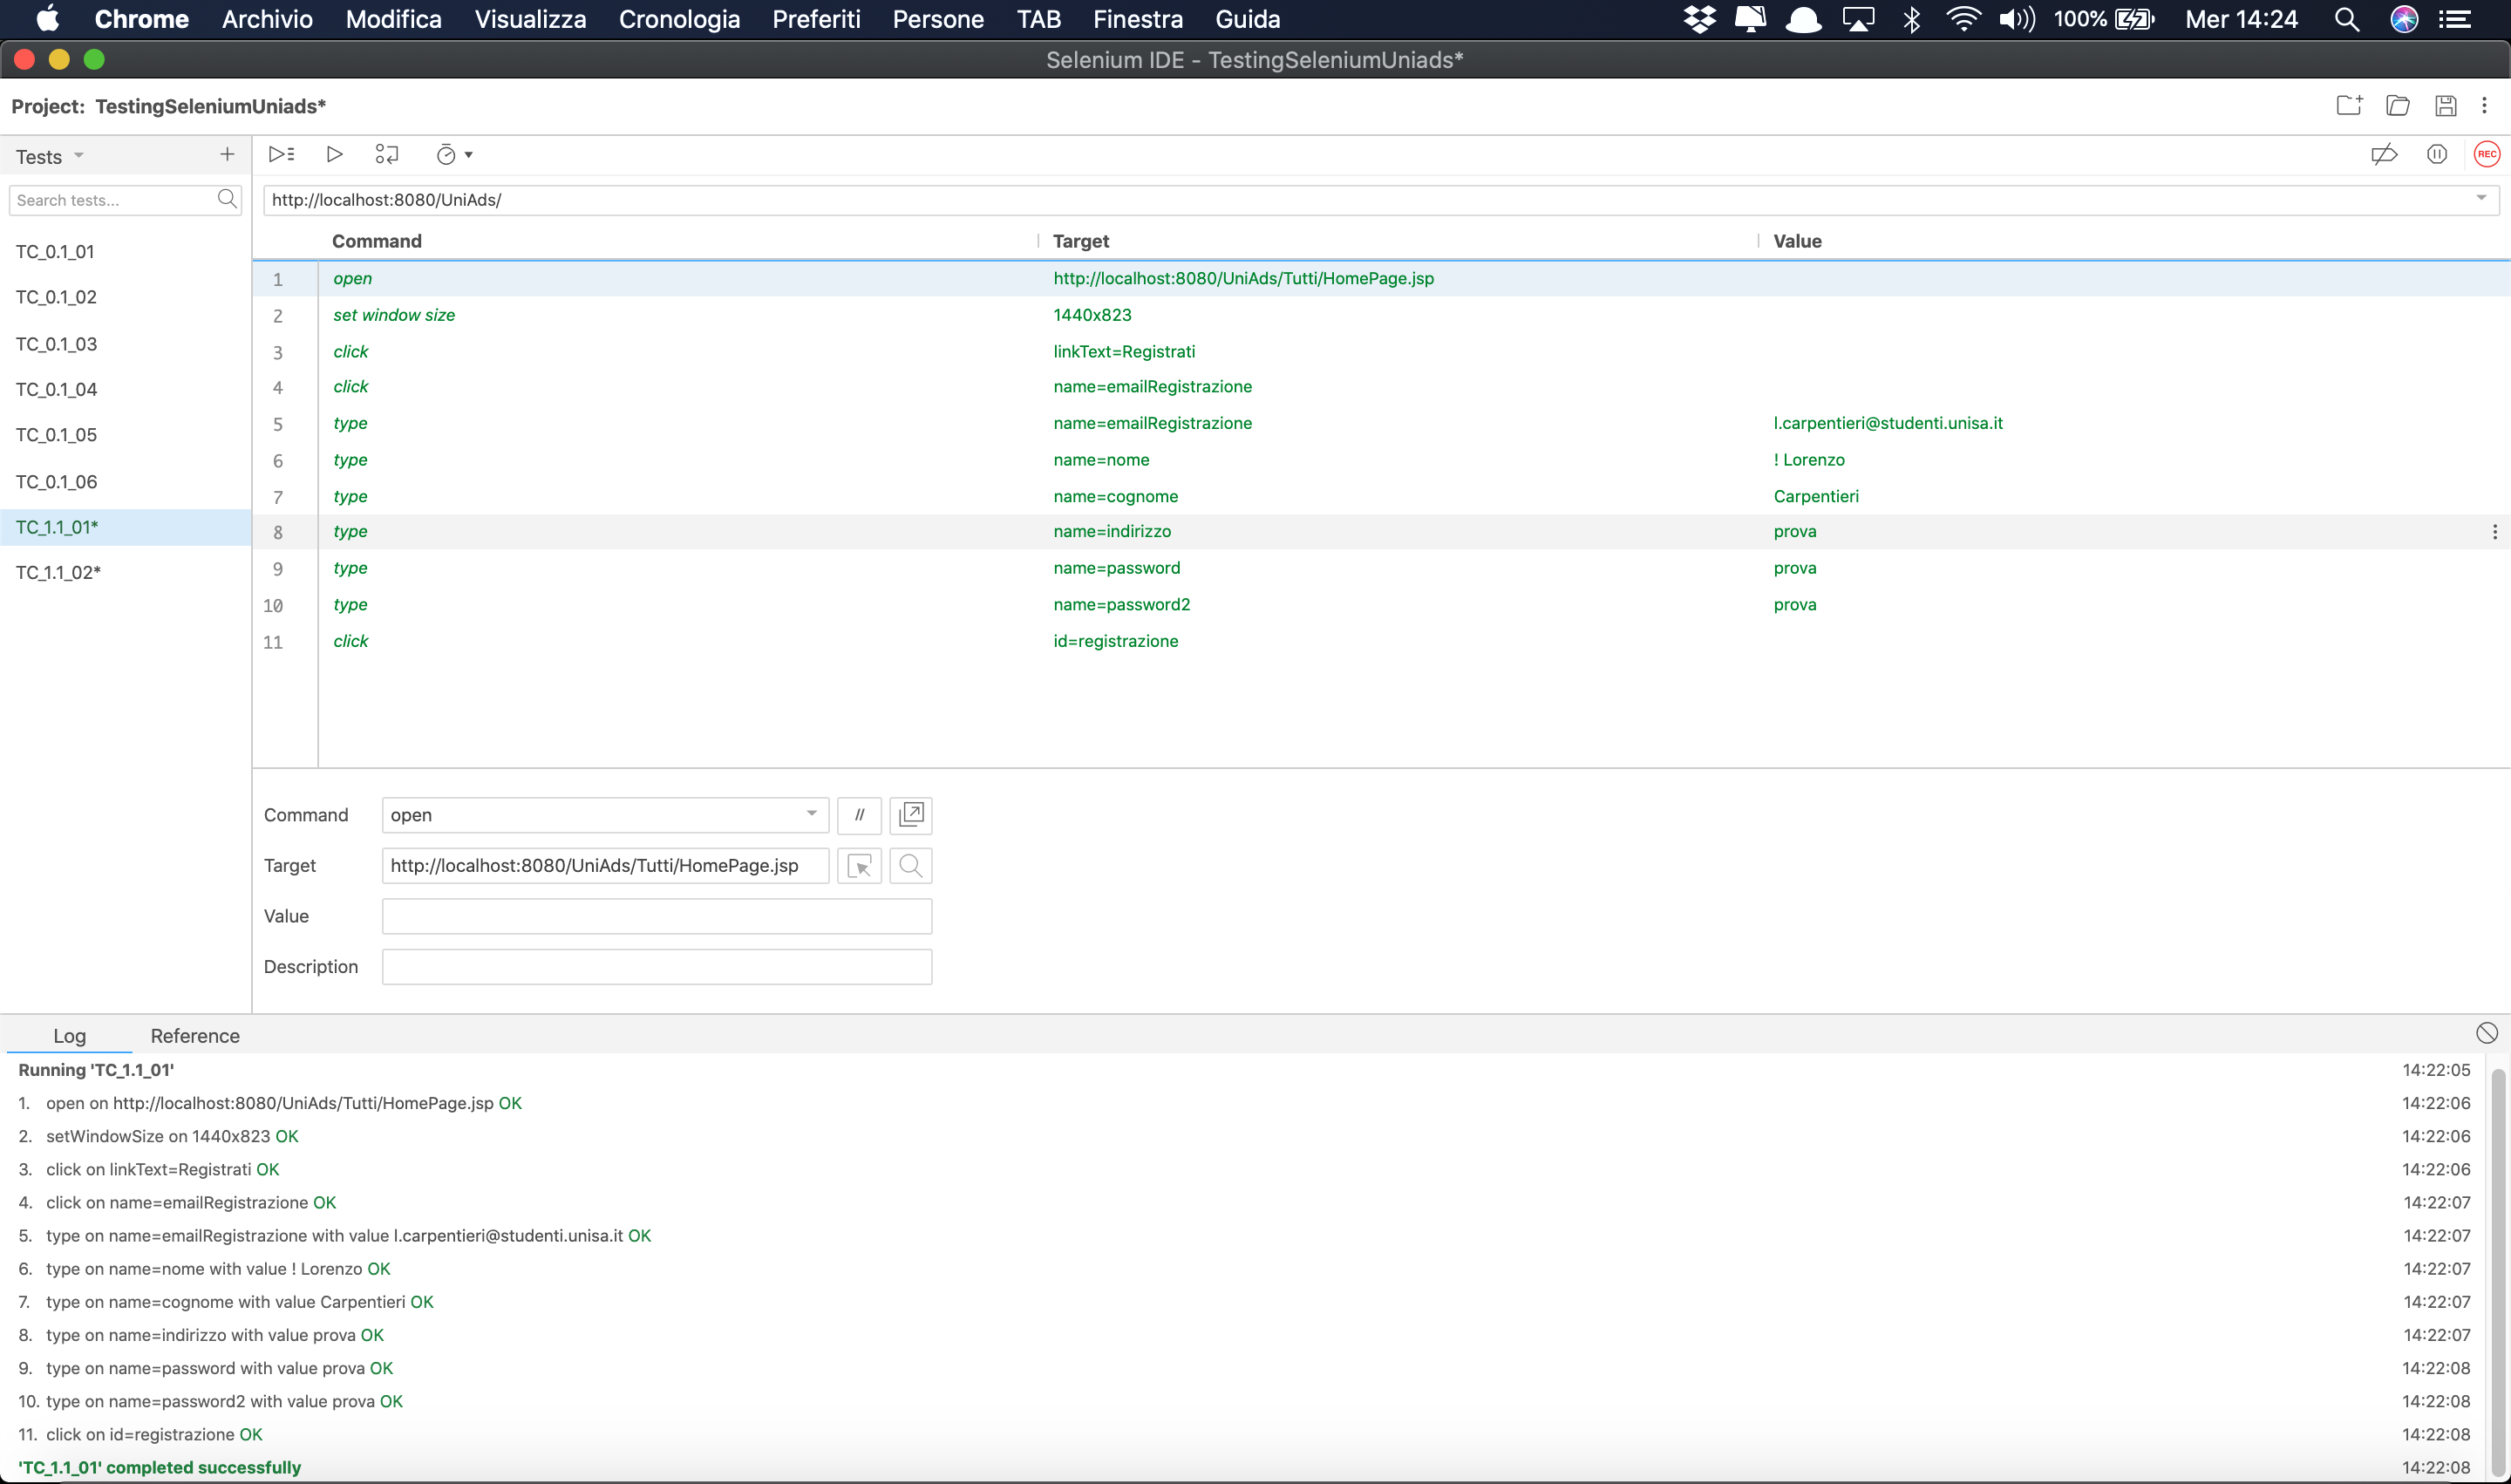 Chrome Archivio Modifica Visualizza Cronologia Preferiti Persone TAB Finestra Guida 100% Mer 14:24
Selenium IDE - TestingSeleniumUniads*
Project: TestingSeleniumUniads*
Tests
REC
Search tests...
http://localhost:8080/UniAds/
TC_0.1_01
TC_0.1_02
TC_0.1_03
TC_0.1_04
TC_0.1_05
TC_0.1_06
TC_1.1_01*
TC_1.1_02*
Command Target Value
1 open http://localhost:8080/UniAds/Tutti/HomePage.jsp
2 set window size 1440x823
3 click linkText=Registrati
4 click name=emailRegistrazione
5 type name=emailRegistrazione l.carpentieri@studenti.unisa.it
6 type name=nome ! Lorenzo
7 type name=cognome Carpentieri
8 type name=indirizzo prova
9 type name=password prova
10 type name=password2 prova
11 click id=registrazione
Command open //
Target http://localhost:8080/UniAds/Tutti/HomePage.jsp
Value
Description
Log Reference
Running 'TC_1.1_01' 14:22:05
1. open on http://localhost:8080/UniAds/Tutti/HomePage.jsp OK 14:22:06
2. setWindowSize on 1440x823 OK 14:22:06
3. click on linkText=Registrati OK 14:22:06
4. click on name=emailRegistrazione OK 14:22:07
5. type on name=emailRegistrazione with value l.carpentieri@studenti.unisa.it OK 14:22:07
6. type on name=nome with value ! Lorenzo OK 14:22:07
7. type on name=cognome with value Carpentieri OK 14:22:07
8. type on name=indirizzo with value prova OK 14:22:07
9. type on name=password with value prova OK 14:22:08
10. type on name=password2 with value prova OK 14:22:08
11. click on id=registrazione OK 14:22:08
'TC_1.1_01' completed successfully 14:22:08